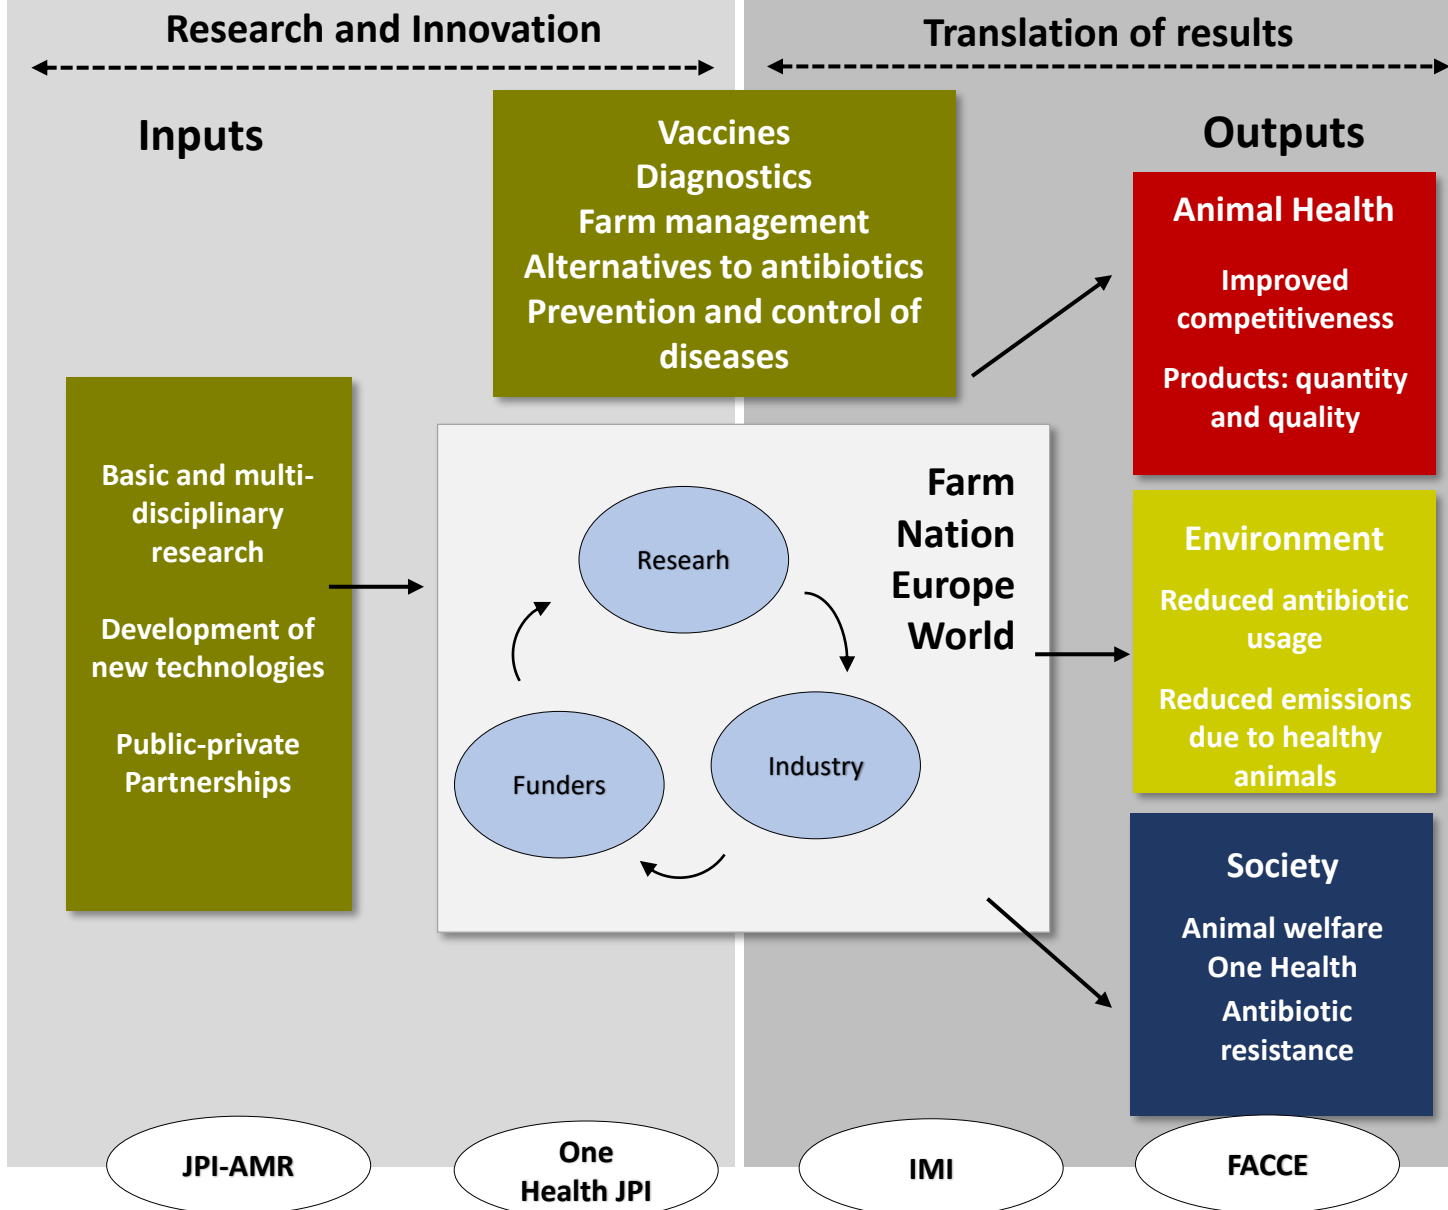 Research and Innovation
Translation of results
Inputs
Vaccines
Diagnostics
Farm management
Alternatives to antibiotics
Prevention and control of
diseases
Outputs
Animal Health
Improved
competitiveness
Products: quantity
and quality
Basic and multi-
disciplinary
research
Development of
new technologies
Public-private
Partnerships
Farm
Nation
Europe
World
Researh
Industry
Funders
Environment
Reduced antibiotic
usage
Reduced emissions
due to healthy
animals
Society
Animal welfare
One Health
Antibiotic
resistance
JPI-AMR
One
Health JPI
IMI
FACCE